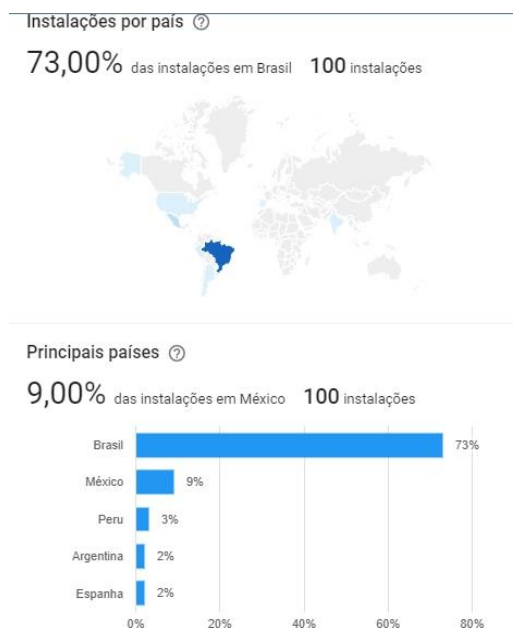 Instalações por país ?
73,00% das instalações em Brasil 100 instalações
Principais países ?
9,00% das instalações em México 100 instalações
Brasil 73%
México 9%
Peru 3%
Argentina 2%
Espanha 2%
0% 20% 40% 60% 80%